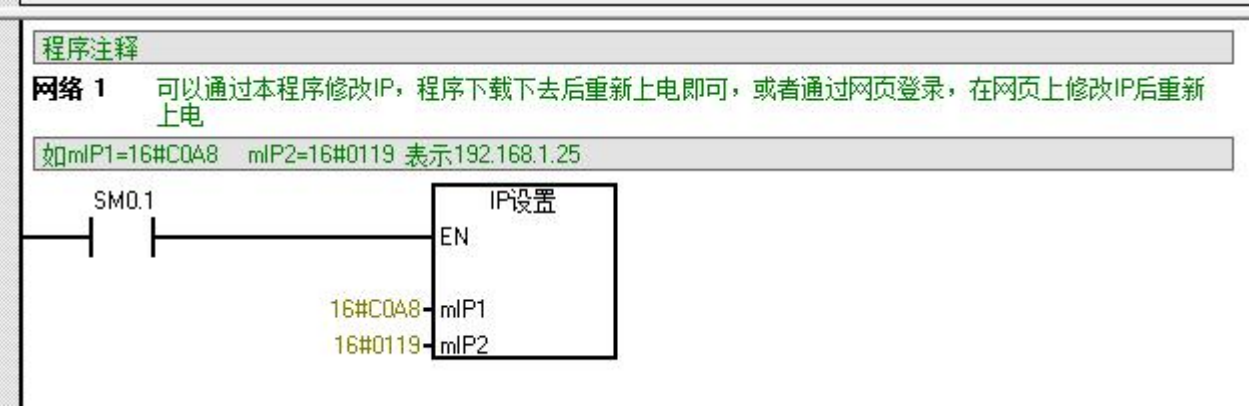 程序注释
网络 1 可以通过本程序修改IP，程序下载下去后重新上电即可，或者通过网页登录，在网页上修改IP后重新
上电
如mIP1=16#C0A8 mIP2=16#0119 表示192.168.1.25
SM0.1
IP设置
EN
16#C0A8 mIP1
16#0119 mIP2